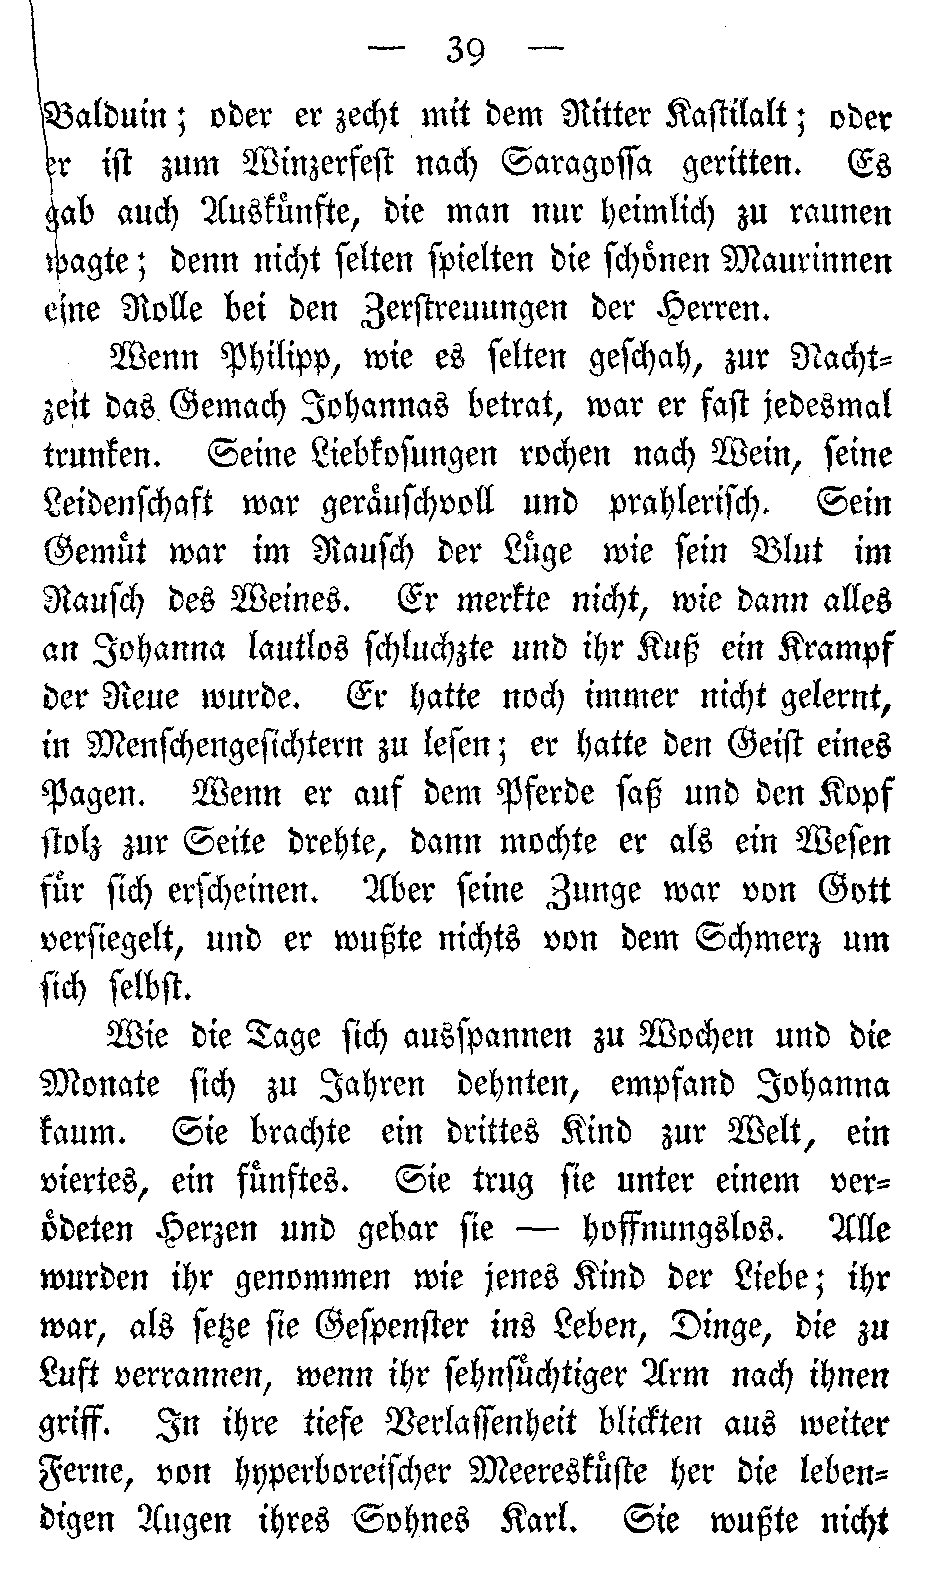 — 39 —
Balduin; oder er zecht mit dem Ritter Kastilalt; oder
er ist zum Winzerfest nach Saragossa geritten. Es
gab auch Auskünfte, die man nur heimlich zu raunen
wagte; denn nicht selten spielten die schönen Maurinnen
eine Rolle bei den Zerstreuungen der Herren.
Wenn Philipp, wie es selten geschah, zur Nacht-
zeit das Gemach Johannas betrat, war er fast jedesmal
trunken. Seine Liebkosungen rochen nach Wein, seine
Leidenschaft war geräuschvoll und prahlerisch. Sein
Gemüt war im Rausch der Lüge wie sein Blut im
Rausch des Weines. Er merkte nicht, wie dann alles
an Johanna lautlos schluchzte und ihr Kuß ein Krampf
der Reue wurde. Er hatte noch immer nicht gelernt,
in Menschengesichtern zu lesen; er hatte den Geist eines
Pagen. Wenn er auf dem Pferde saß und den Kopf
stolz zur Seite drehte, dann mochte er als ein Wesen
für sich erscheinen. Aber seine Zunge war von Gott
versiegelt, und er wußte nichts von dem Schmerz um
sich selbst.
Wie die Tage sich ausspannen zu Wochen und die
Monate sich zu Jahren dehnten, empfand Johanna
kaum. Sie brachte ein drittes Kind zur Welt, ein
viertes, ein fünftes. Sie trug sie unter einem ver-
ödeten Herzen und gebar sie — hoffnungslos. Alle
wurden ihr genommen wie jenes Kind der Liebe; ihr
war, als setze sie Gespenster ins Leben, Dinge, die zu
Luft verrannen, wenn ihr sehnsüchtiger Arm nach ihnen
griff. In ihre tiefe Verlassenheit blickten aus weiter
Ferne, von hyperboreischer Meeresküste her die leben-
digen Augen ihres Sohnes Karl. Sie wußte nicht